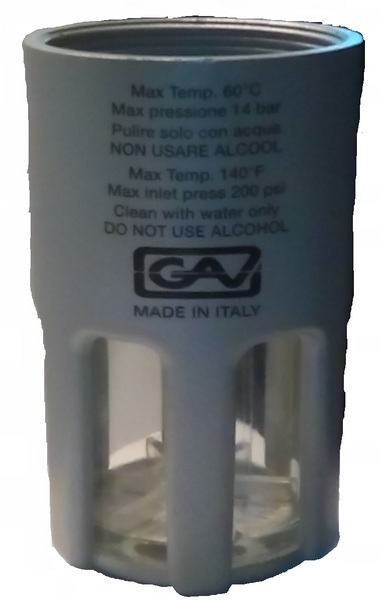 Max Temp. 60°C
Max pressione 14 bar
Pulire solo con acqua
NON USARE ALCOOL
Max Temp. 140°F
Max inlet press 200 psi
Clean with water only
DO NOT USE ALCOHOL
GAV
MADE IN ITALY